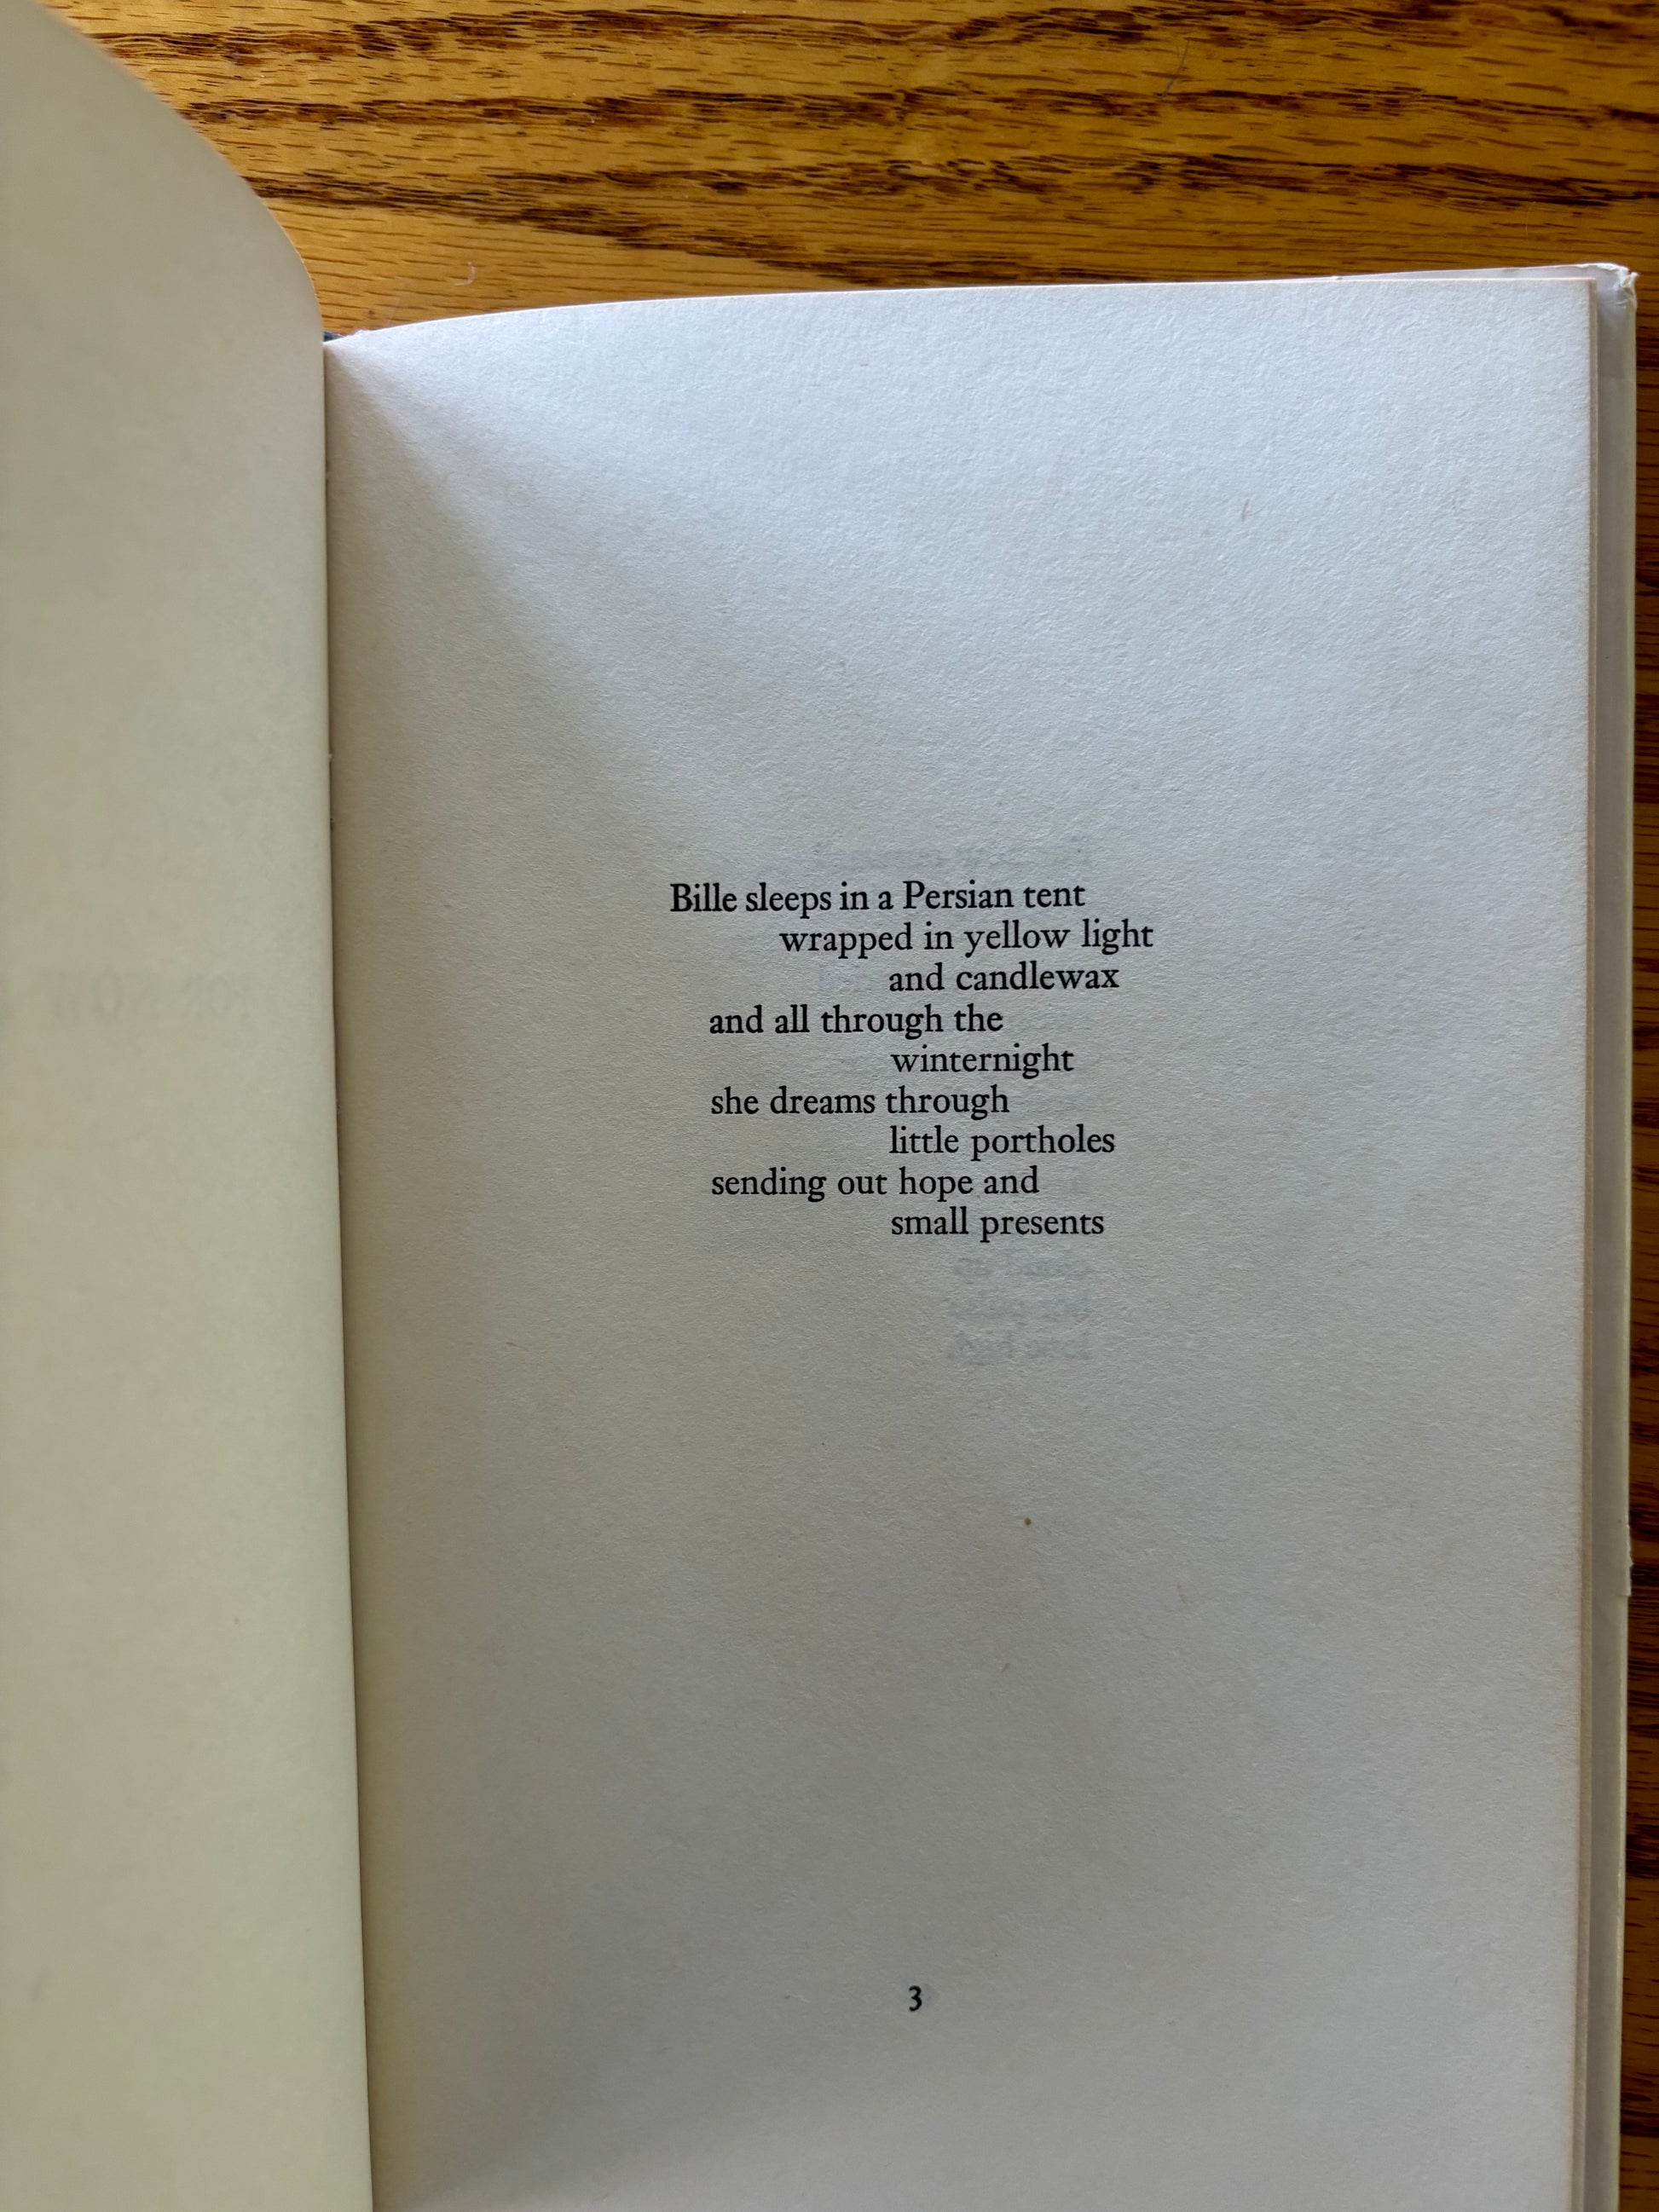 Bille sleeps in a Persian tent
wrapped in yellow light
and candlewax
and all through the
winternight
she dreams through
little portholes
sending out hope and
small presents
3